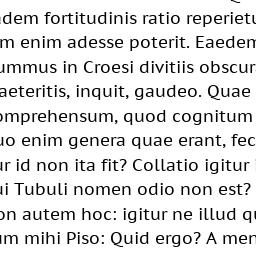 dem fortitudinis ratio reperietu
m enim adesse poterit. Eaedem
ummus in Croesi divitiis obscur
aeteritis, inquit, gaudeo. Quae
omprehensum, quod cognitum
uo enim genera quae erant, fec
ur id non ita fit? Collatio igitur
ui Tubuli nomen odio non est?
on autem hoc: igitur ne illud qu
um mihi Piso: Quid ergo? A men